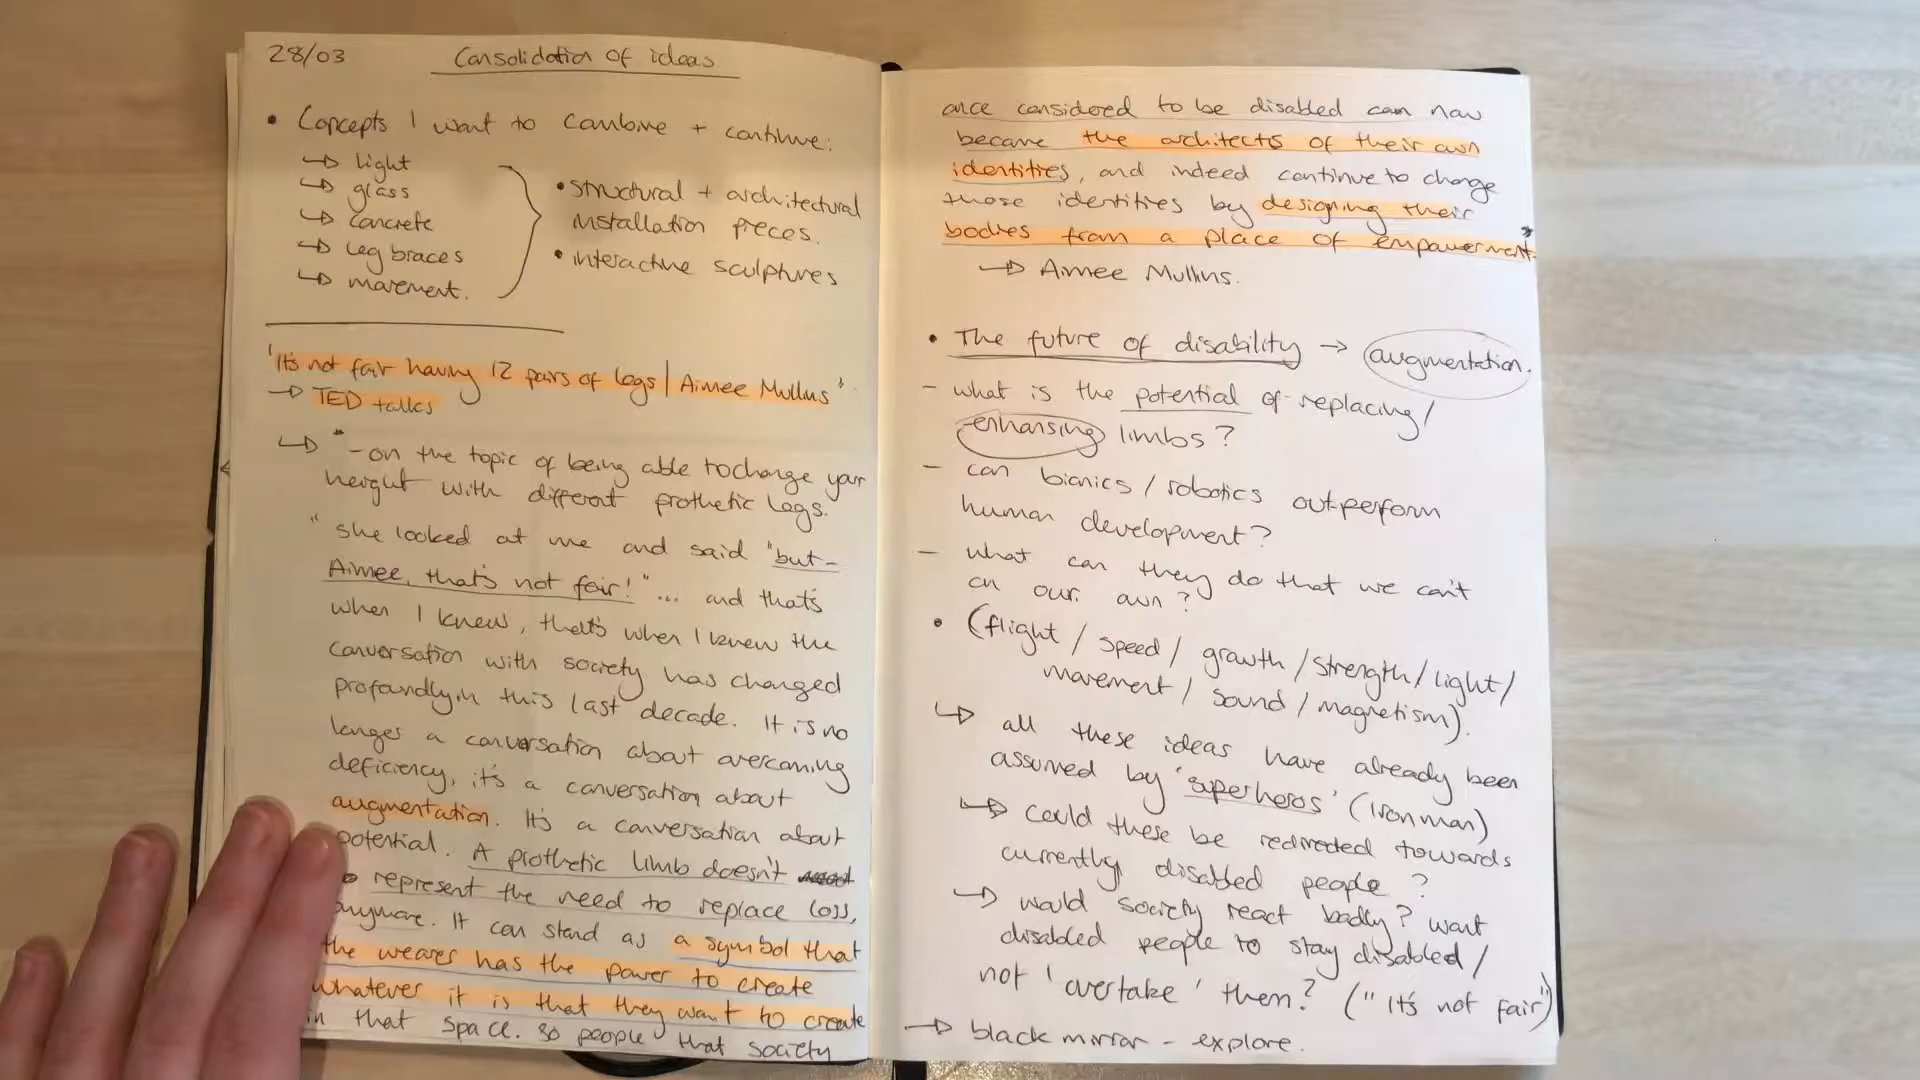 28/03 Consolidation of ideas
• Concepts I want to combine + continue:
↳ light
↳ glass
↳ concrete
↳ leg braces
↳ movement.
• structural + architectural
installation pieces.
• interactive sculptures
'It's not fair having 12 pairs of legs | Aimee Mullins'
→ TED talks
↳ * - on the topic of being able to change your
height with different prothetic legs.
" she looked at me and said "but-
Aimee, that's not fair!" ... and that's
when I knew, that's when I knew the
conversation with society has changed
profoundly in this last decade. It is no
longer a conversation about overcoming
deficiency, it's a conversation about
augmentation. It's a conversation about
potential. A prothetic limb doesn't
represent the need to replace loss,
anymore. It can stand as a symbol that
the wearer has the power to create
whatever it is that they want to create
in that space. So people that society
once considered to be disabled can now
become the architects of their own
identities, and indeed continue to change
those identities by designing their
bodies from a place of empowerment."
→ Aimee Mullins.
• The future of disability → augmentation.
- what is the potential of replacing/
enhansing limbs?
- can bionics / robotics outperform
human development?
- what can they do that we can't
on our own?
• (flight / speed / growth / strength / light /
movement / sound / magnetism).
↳ all these ideas have already been
assumed by 'superheros' (Iron man)
↳ could these be redirected towards
currently disabled people?
→ would society react badly? want
disabled people to stay disabled /
not 'overtake' them? ("It's not fair")
→ black mirror - explore.